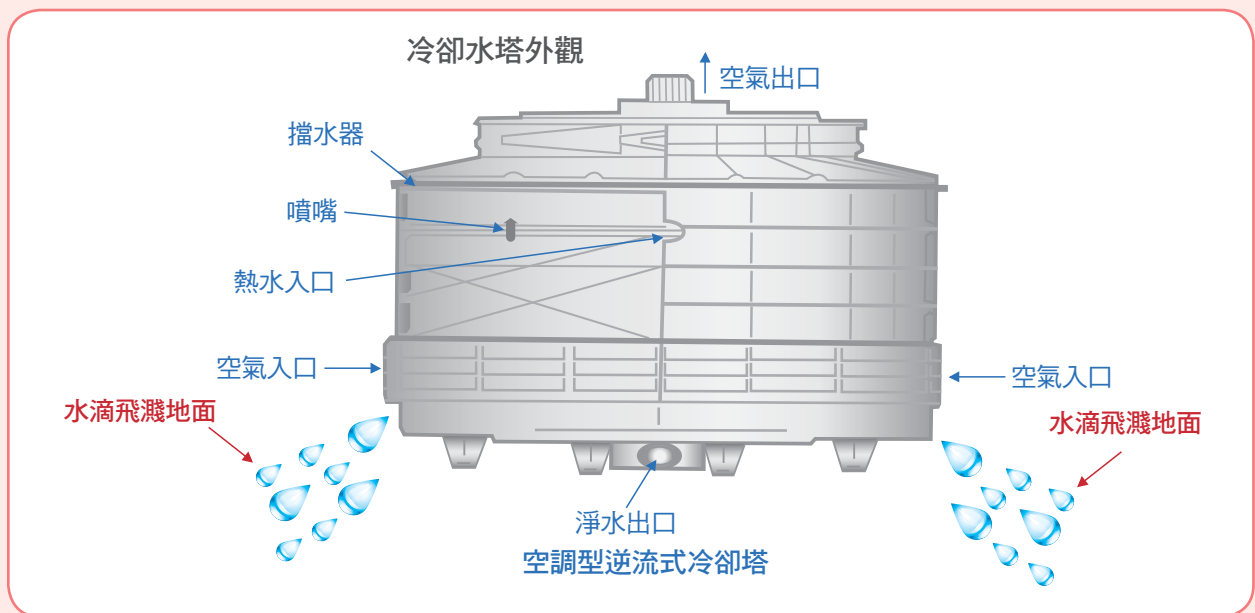 冷卻水塔外觀
空氣出口
擋水器
噴嘴
熱水入口
空氣入口
空氣入口
水滴飛濺地面
水滴飛濺地面
淨水出口
空調型逆流式冷卻塔